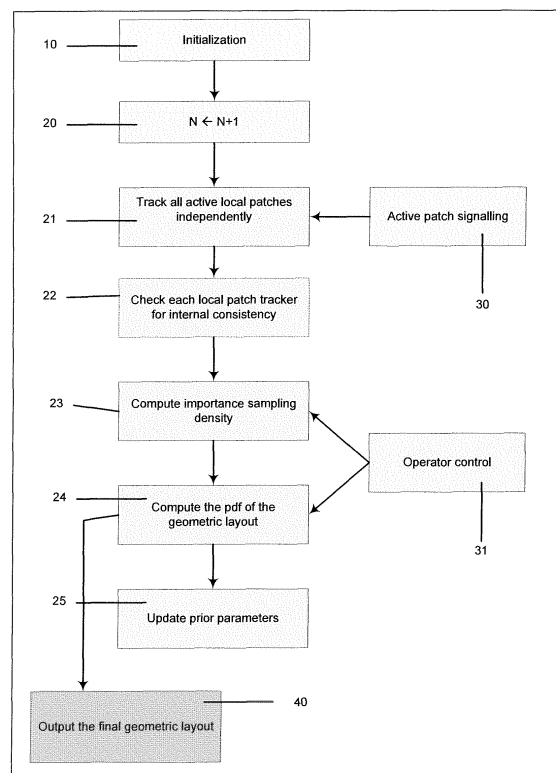 10
Initialization
20
N ← N+1
21
Track all active local patches
independently
Active patch signalling
30
22
Check each local patch tracker
for internal consistency
23
Compute importance sampling
density
Operator control
31
24
Compute the pdf of the
geometric layout
25
Update prior parameters
40
Output the final geometric layout